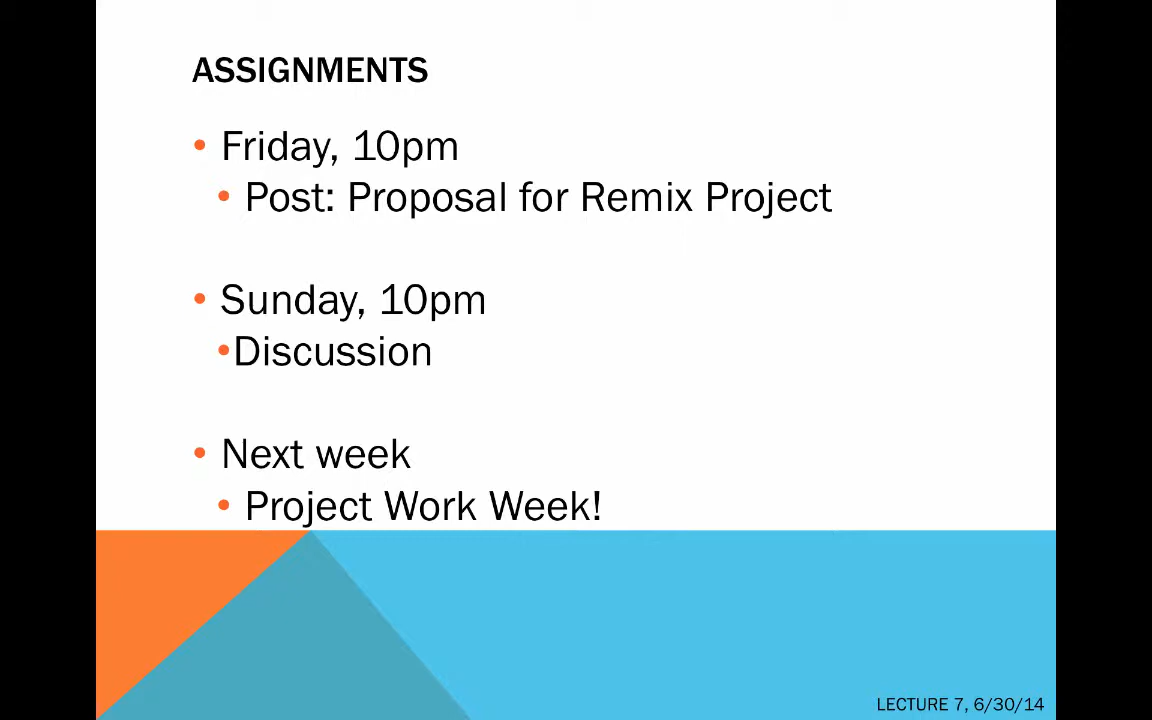 ASSIGNMENTS
• Friday, 10pm
• Post: Proposal for Remix Project
• Sunday, 10pm
•Discussion
• Next week
• Project Work Week!
LECTURE 7, 6/30/14